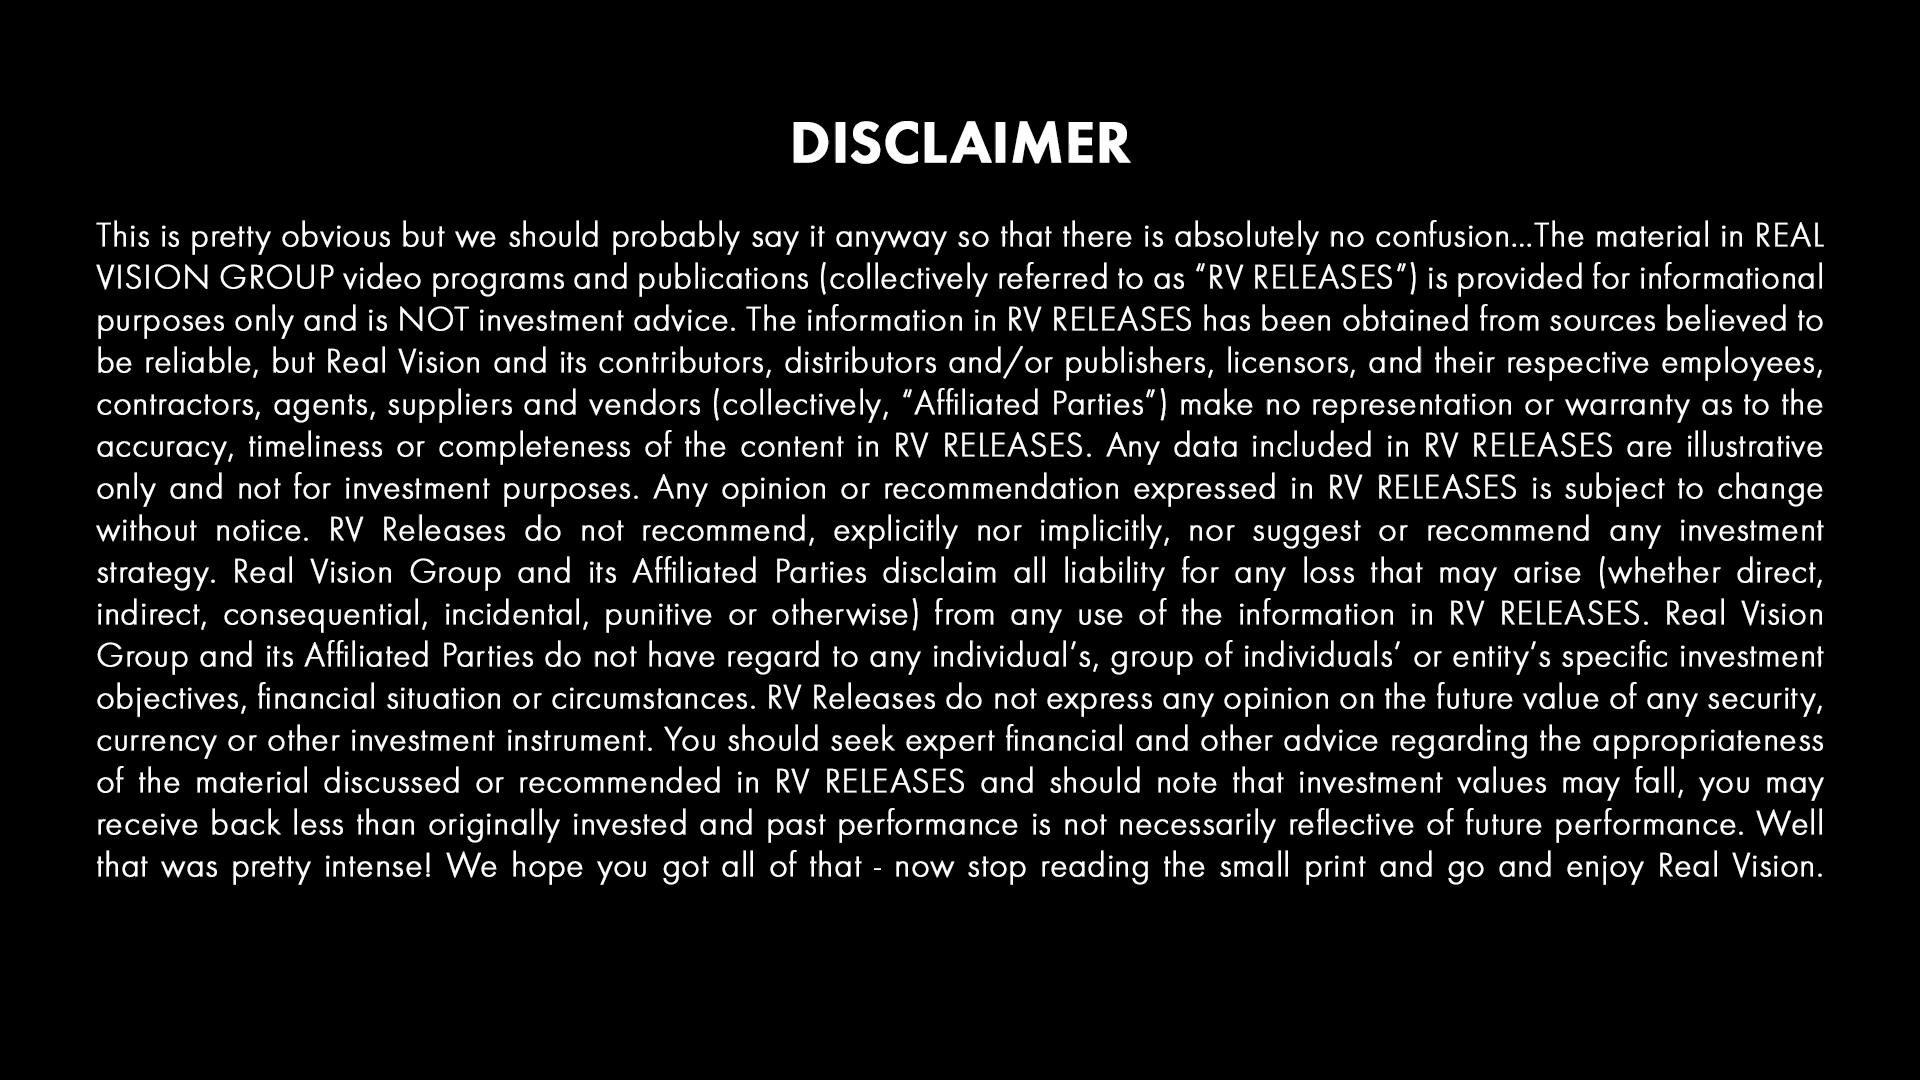 DISCLAIMER
This is pretty obvious but we should probably say it anyway so that there is absolutely no confusion...The material in REAL
VISION GROUP video programs and publications (collectively referred to as “RV RELEASES”) is provided for informational
purposes only and is NOT investment advice. The information in RV RELEASES has been obtained from sources believed to
be reliable, but Real Vision and its contributors, distributors and/or publishers, licensors, and their respective employees,
contractors, agents, suppliers and vendors (collectively, “Affiliated Parties”) make no representation or warranty as to the
accuracy, timeliness or completeness of the content in RV RELEASES. Any data included in RV RELEASES are illustrative
only and not for investment purposes. Any opinion or recommendation expressed in RV RELEASES is subject to change
without notice. RV Releases do not recommend, explicitly nor implicitly, nor suggest or recommend any investment
strategy. Real Vision Group and its Affiliated Parties disclaim all liability for any loss that may arise (whether direct,
indirect, consequential, incidental, punitive or otherwise) from any use of the information in RV RELEASES. Real Vision
Group and its Affiliated Parties do not have regard to any individual’s, group of individuals’ or entity’s specific investment
objectives, financial situation or circumstances. RV Releases do not express any opinion on the future value of any security,
currency or other investment instrument. You should seek expert financial and other advice regarding the appropriateness
of the material discussed or recommended in RV RELEASES and should note that investment values may fall, you may
receive back less than originally invested and past performance is not necessarily reflective of future performance. Well
that was pretty intense! We hope you got all of that - now stop reading the small print and go and enjoy Real Vision.